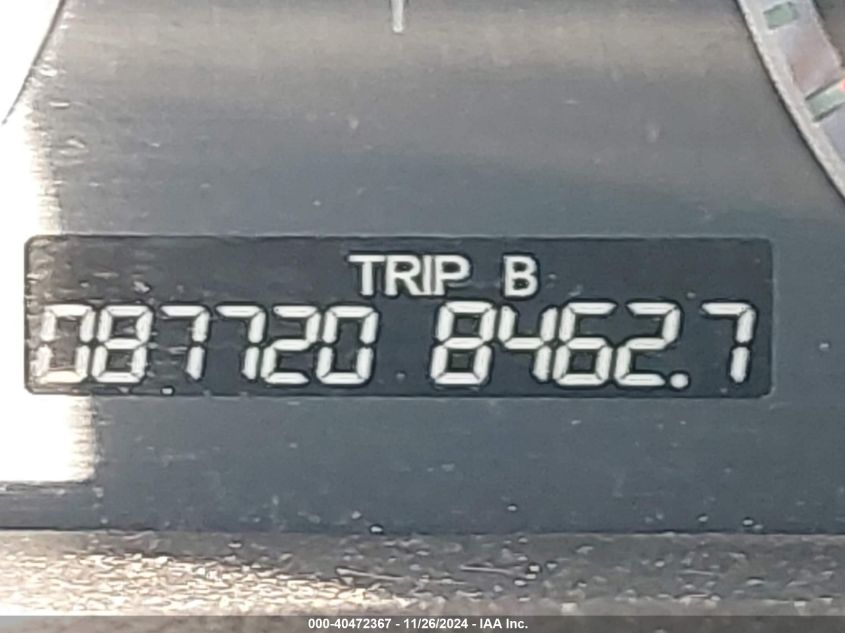 TRIP B
087720 8462.7
000-40472367 - 11/26/2024 - IAA Inc.